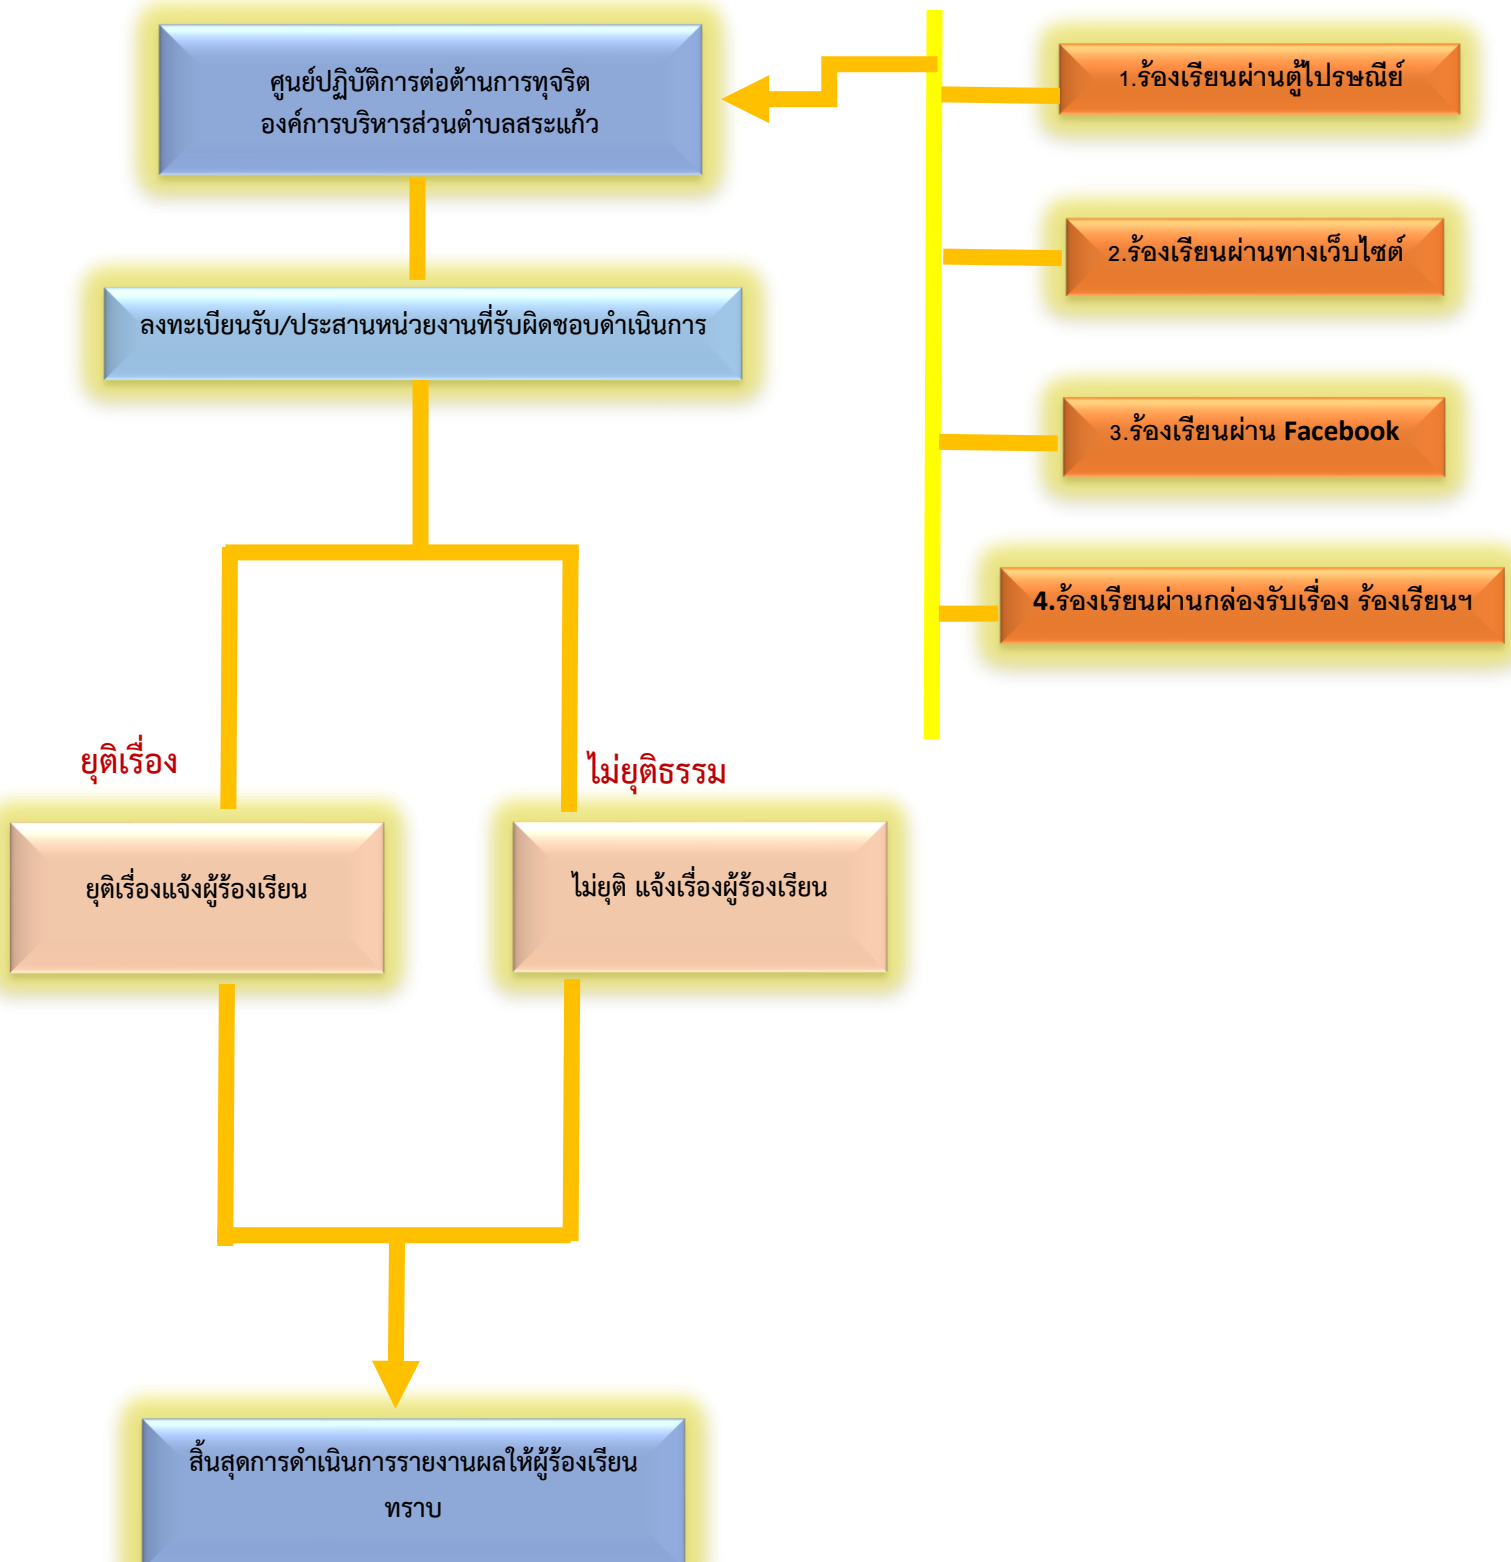 ศูนย์ปฏิบัติการต่อต้านการทุจริต
องค์การบริหารส่วนตำบลสระแก้ว
1.ร้องเรียนผ่านตู้ไปรษณีย์
2.ร้องเรียนผ่านทางเว็บไซต์
3.ร้องเรียนผ่าน Facebook
4.ร้องเรียนผ่านกล่องรับเรื่อง ร้องเรียนฯ
ลงทะเบียนรับ/ประสานหน่วยงานที่รับผิดชอบดำเนินการ
ยุติเรื่อง
ไม่ยุติธรรม
ยุติเรื่องแจ้งผู้ร้องเรียน
ไม่ยุติ แจ้งเรื่องผู้ร้องเรียน
สิ้นสุดการดำเนินการรายงานผลให้ผู้ร้องเรียน
ทราบ